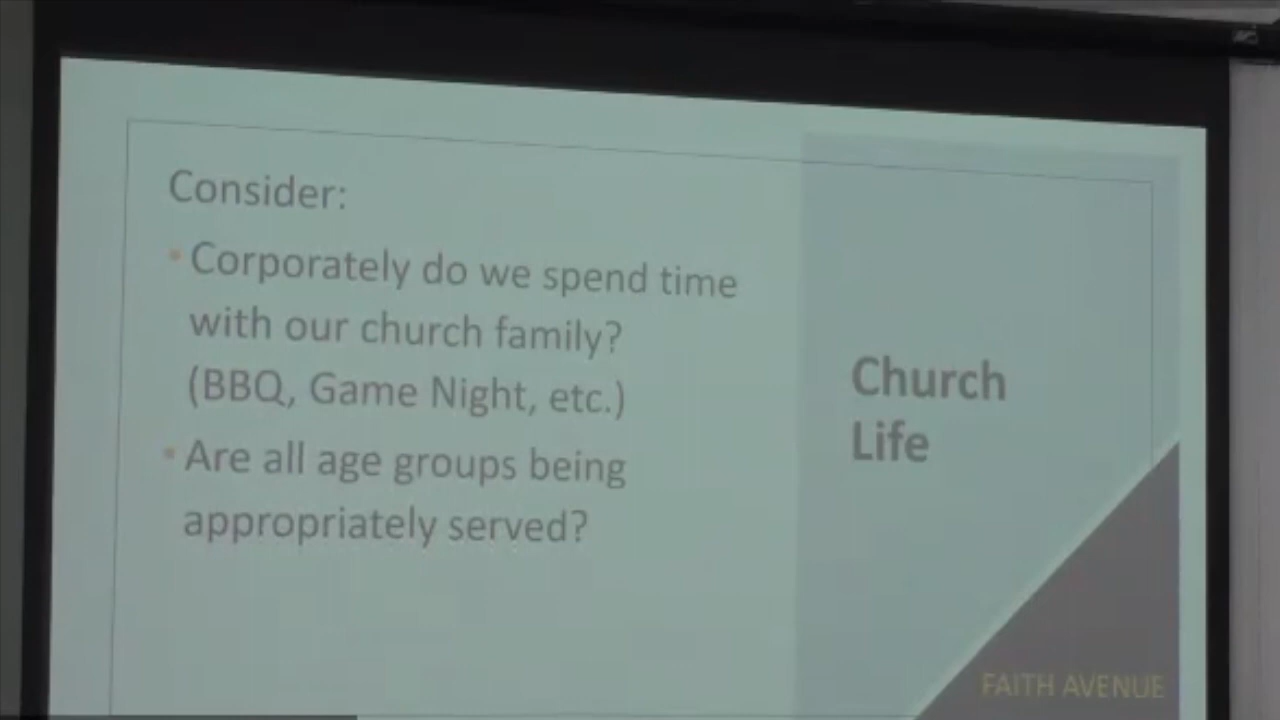 Consider:
Corporately do we spend time
with our church family?
(BBQ, Game Night, etc.)
Are all age groups being
appropriately served?
Church
Life
FAITH AVENUE